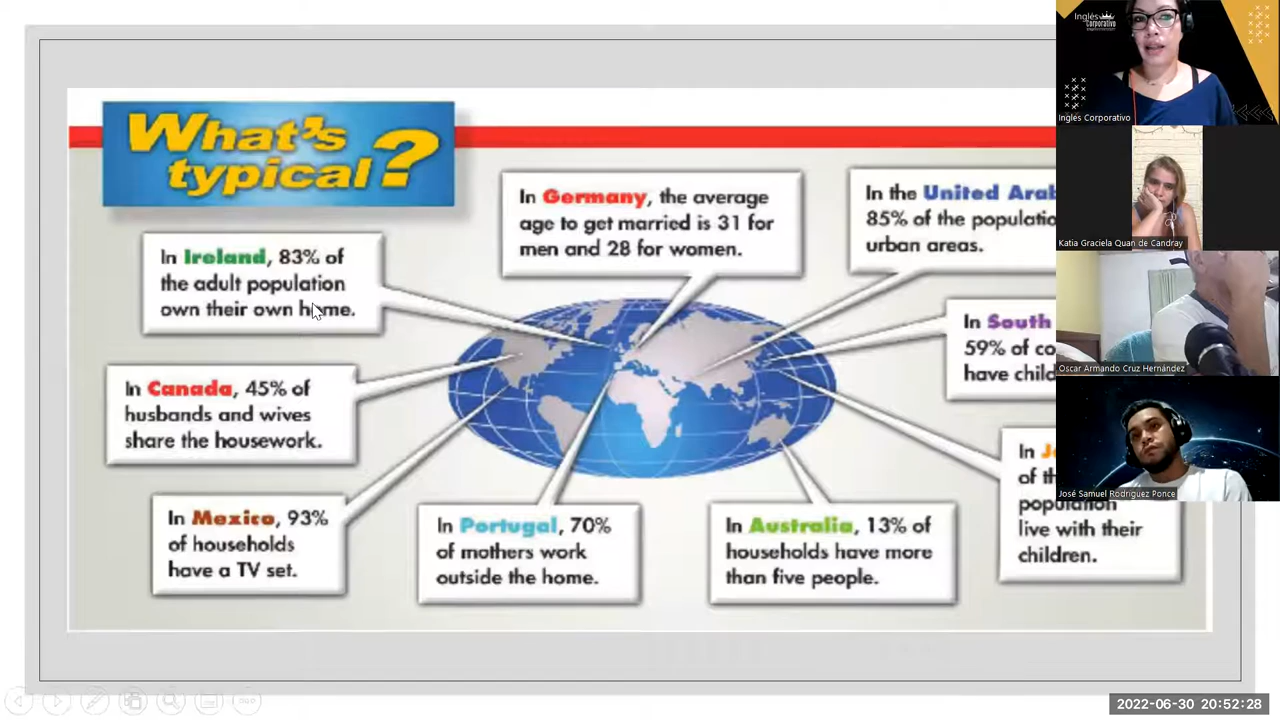 What's
typical?
In Ireland, 83% of
the adult population
own their own home.
In Germany, the average
age to get married is 31 for
men and 28 for women.
In the United Arab
85% of the
urban areas.
In South
59% of
have
In Canada, 45% of
husbands and wives
share the housework.
In Mexico, 93%
of households
have a TV set.
In Portugal, 70%
of mothers work
outside the home.
In Australia, 13% of
households have more
than five people.
In
of
population
live with their
children.
Inglés
Corporativo
Ingles Corporativo
Katia Graciela Quan de Candray
Oscar Armando Cruz Hernández
José Samuel Rodriguez Ponce
2022-06-30 20:52:28